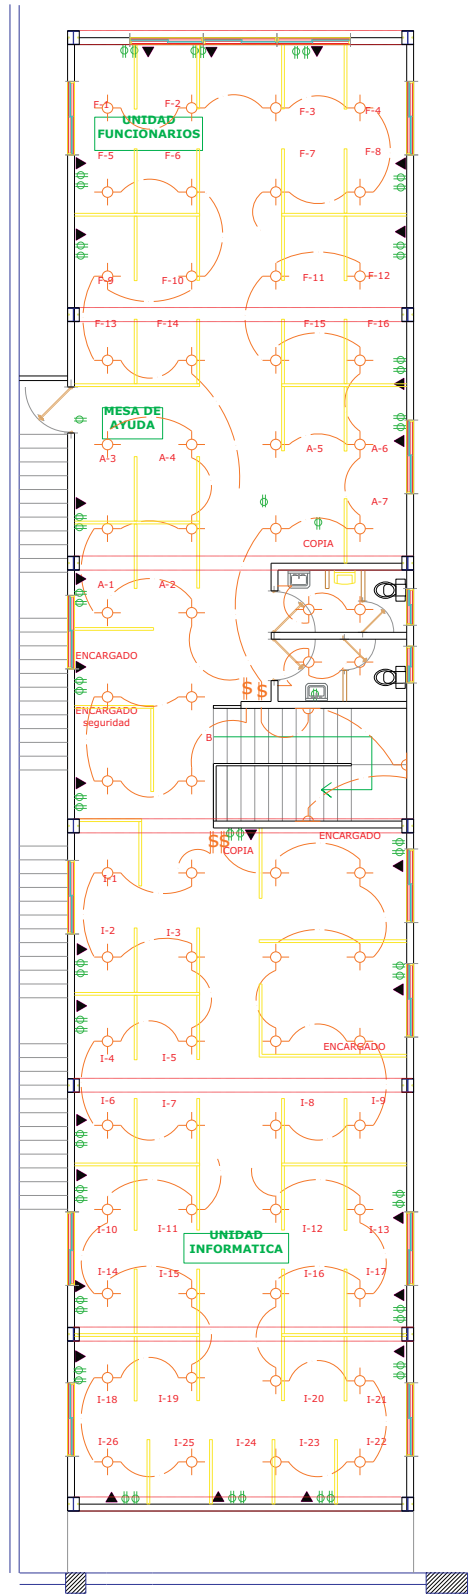 F-1 F-2 F-3 F-4
UNIDAD
FUNCIONARIOS
F-5 F-6 F-7 F-8
F-9 F-10 F-11 F-12
F-13 F-14 F-15 F-16
MESA DE
AYUDA
A-3 A-4 A-5 A-6
A-7
COPIA
A-1 A-2
ENCARGADO
$ $
ENCARGADO
seguridad
B
ENCARGADO
$$
COPIA
I-1
I-2 I-3
ENCARGADO
I-4 I-5
I-6 I-7 I-8 I-9
I-10 I-11 I-12 I-13
UNIDAD
INFORMATICA
I-14 I-15 I-16 I-17
I-18 I-19 I-20 I-21
I-26 I-25 I-24 I-23 I-22